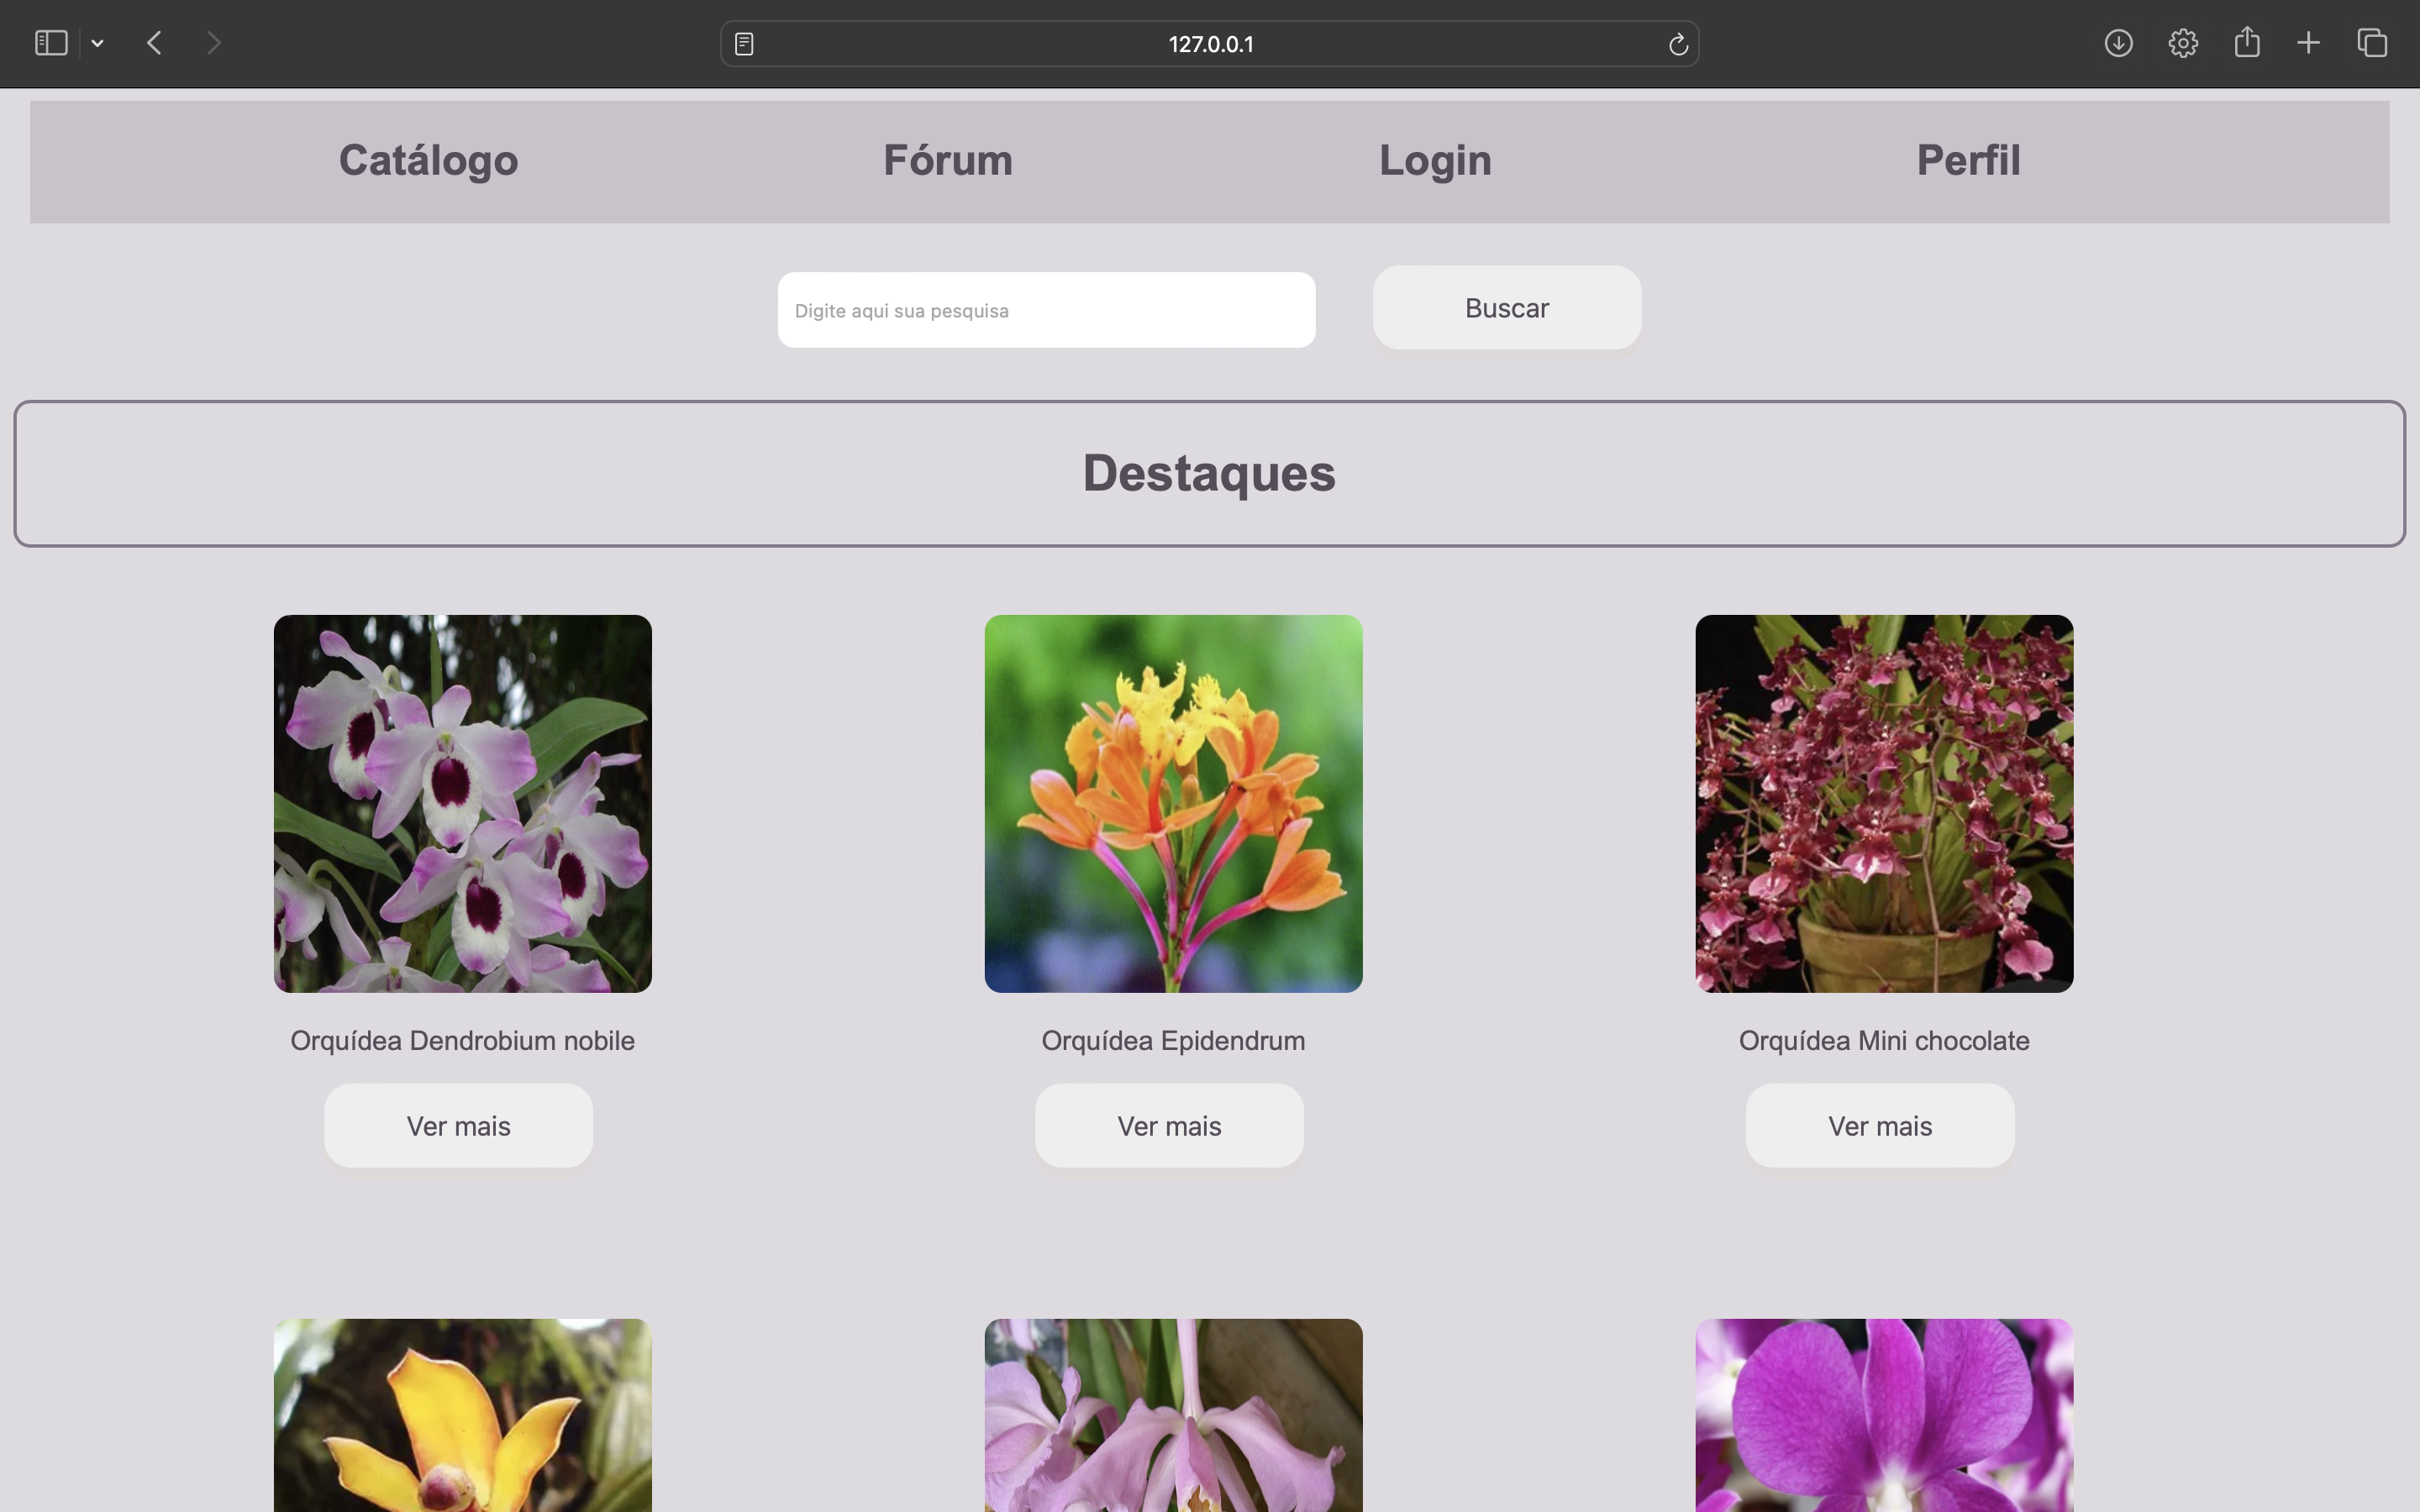 127.0.0.1
Catálogo Fórum Login Perfil
Digite aqui sua pesquisa Buscar
Destaques
Orquídea Dendrobium nobile Orquídea Epidendrum Orquídea Mini chocolate
Ver mais Ver mais Ver mais